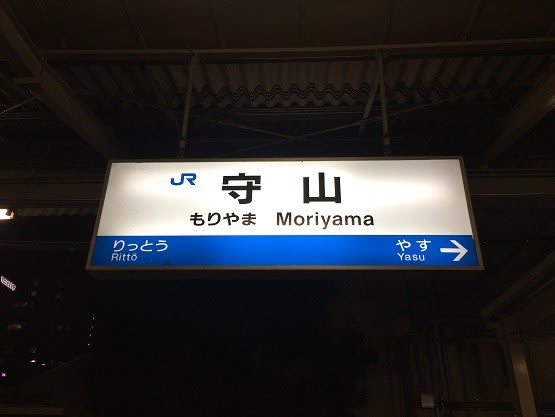 JR 守山
もりやま Moriyama
りっとう やす →
Rittō Yasu